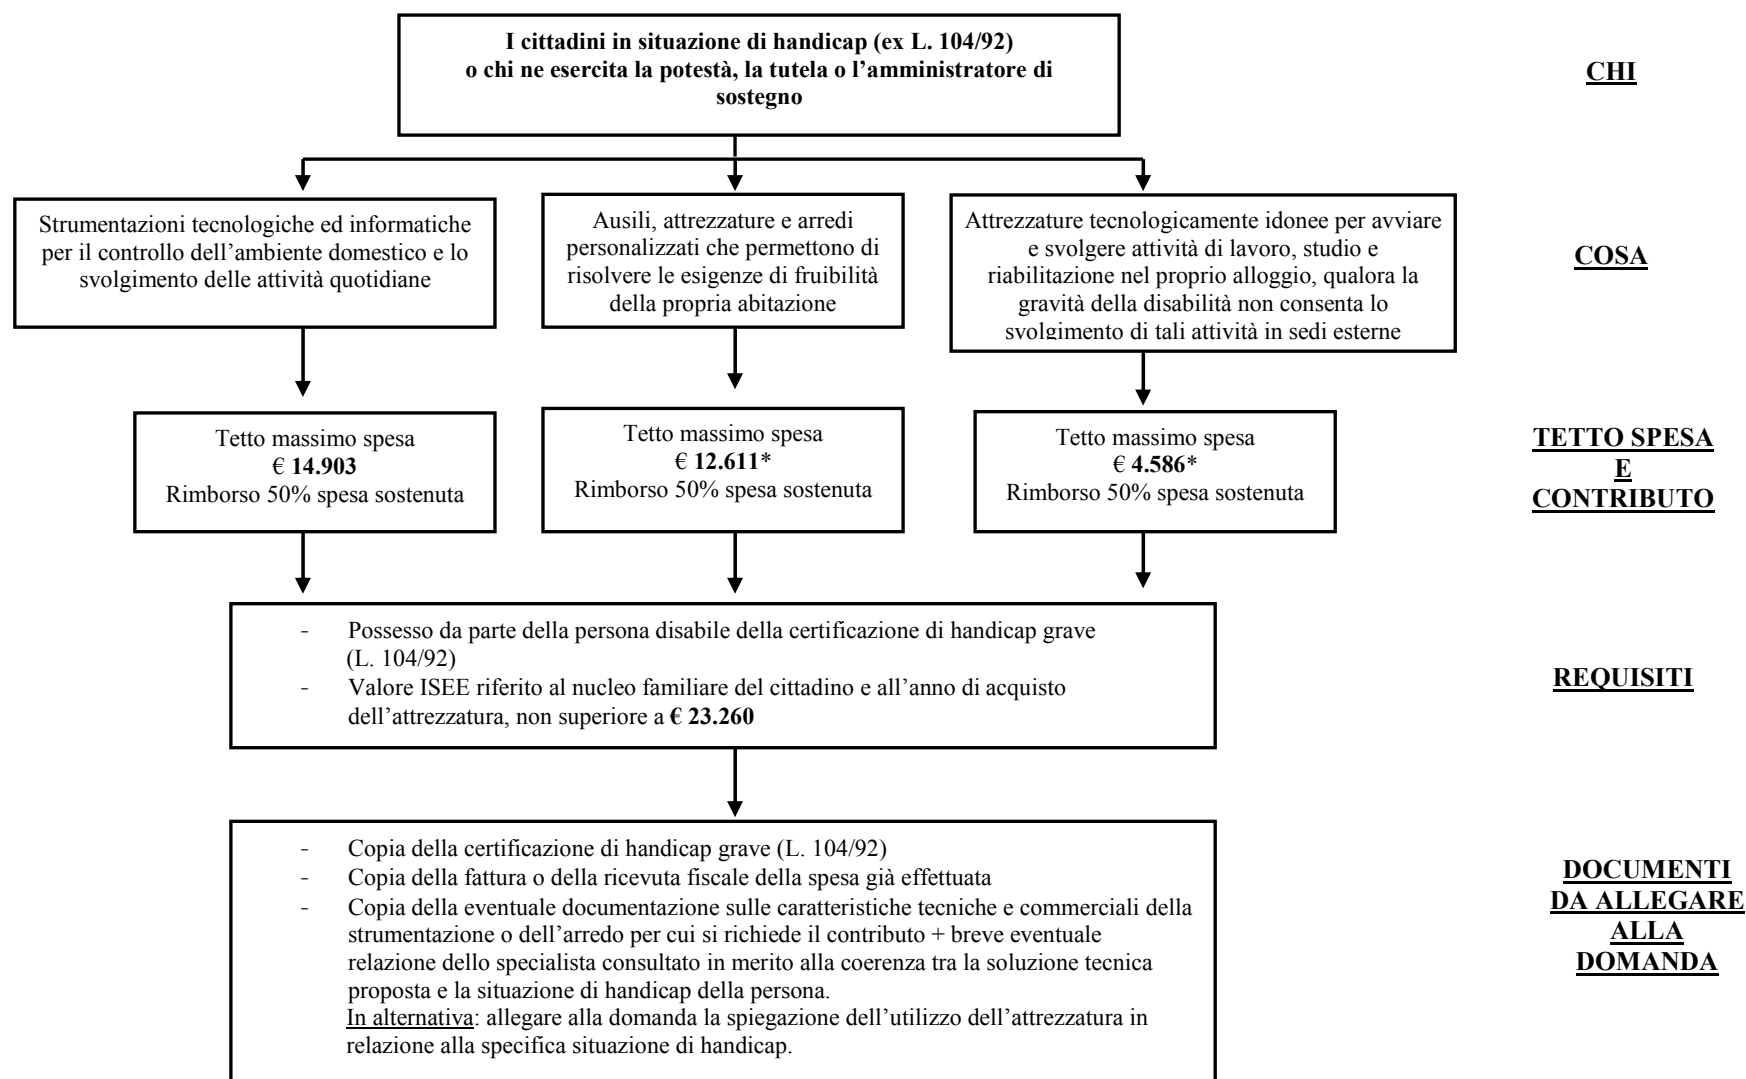 I cittadini in situazione di handicap (ex L. 104/92)
o chi ne esercita la potestà, la tutela o l'amministratore di
sostegno
CHI
Strumentazioni tecnologiche ed informatiche
per il controllo dell'ambiente domestico e lo
svolgimento delle attività quotidiane
Ausili, attrezzature e arredi
personalizzati che permettono di
risolvere le esigenze di fruibilità
della propria abitazione
Attrezzature tecnologicamente idonee per avviare
e svolgere attività di lavoro, studio e
riabilitazione nel proprio alloggio, qualora la
gravità della disabilità non consenta lo
svolgimento di tali attività in sedi esterne
COSA
Tetto massimo spesa
€ 14.903
Rimborso 50% spesa sostenuta
Tetto massimo spesa
€ 12.611*
Rimborso 50% spesa sostenuta
Tetto massimo spesa
€ 4.586*
Rimborso 50% spesa sostenuta
TETTO SPESA
E
CONTRIBUTO
- Possesso da parte della persona disabile della certificazione di handicap grave
(L. 104/92)
- Valore ISEE riferito al nucleo familiare del cittadino e all'anno di acquisto
dell'attrezzatura, non superiore a € 23.260
REQUISITI
- Copia della certificazione di handicap grave (L. 104/92)
- Copia della fattura o della ricevuta fiscale della spesa già effettuata
- Copia della eventuale documentazione sulle caratteristiche tecniche e commerciali della
strumentazione o dell'arredo per cui si richiede il contributo + breve eventuale
relazione dello specialista consultato in merito alla coerenza tra la soluzione tecnica
proposta e la situazione di handicap della persona.
In alternativa: allegare alla domanda la spiegazione dell'utilizzo dell'attrezzatura in
relazione alla specifica situazione di handicap.
DOCUMENTI
DA ALLEGARE
ALLA
DOMANDA